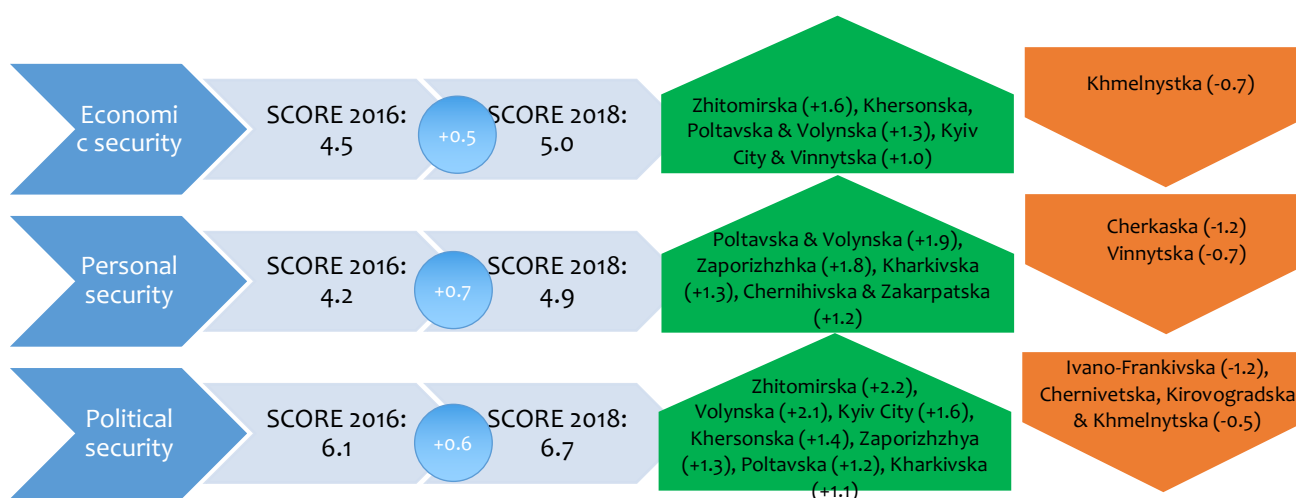 Economi
c security
SCORE 2016:
4.5
+0.5
SCORE 2018:
5.0
Zhitomirska (+1.6), Khersonska,
Poltavska & Volynska (+1.3), Kyiv
City & Vinnytska (+1.0)
Khmelnystka (-0.7)
Personal
security
SCORE 2016:
4.2
+0.7
SCORE 2018:
4.9
Poltavska & Volynska (+1.9),
Zaporizhzhka (+1.8), Kharkivska
(+1.3), Chernihivska & Zakarpatska
(+1.2)
Cherkaska (-1.2)
Vinnytska (-0.7)
Political
security
SCORE 2016:
6.1
+0.6
SCORE 2018:
6.7
Zhitomirska (+2.2),
Volynska (+2.1), Kyiv City (+1.6),
Khersonska (+1.4), Zaporizhzhya
(+1.3), Poltavska (+1.2), Kharkivska
(+1.1)
Ivano-Frankivska (-1.2),
Chernivetska, Kirovogradska
& Khmelnytska (-0.5)